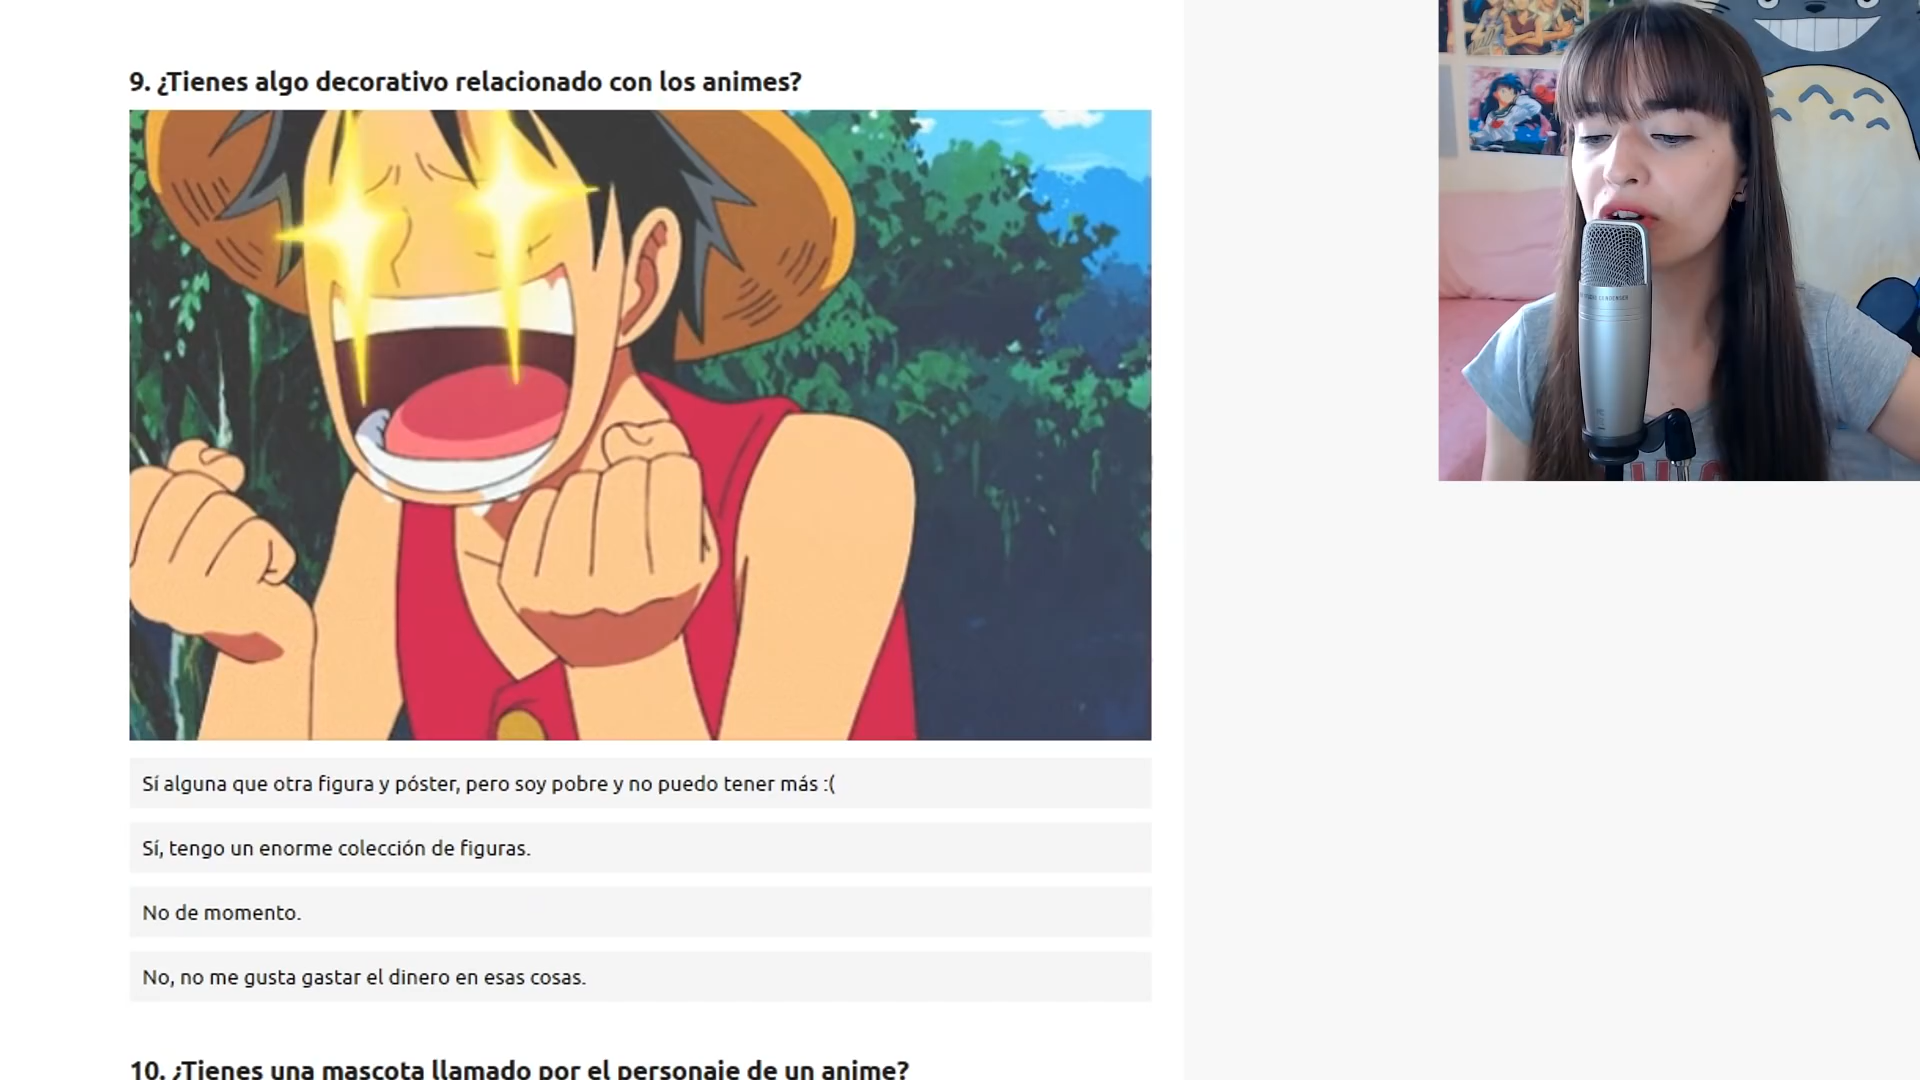 9. ¿Tienes algo decorativo relacionado con los animes?
Sí alguna que otra figura y póster, pero soy pobre y no puedo tener más :(
Sí, tengo un enorme colección de figuras.
No de momento.
No, no me gusta gastar el dinero en esas cosas.
10. ¿Tienes una mascota llamado por el personaje de un anime?